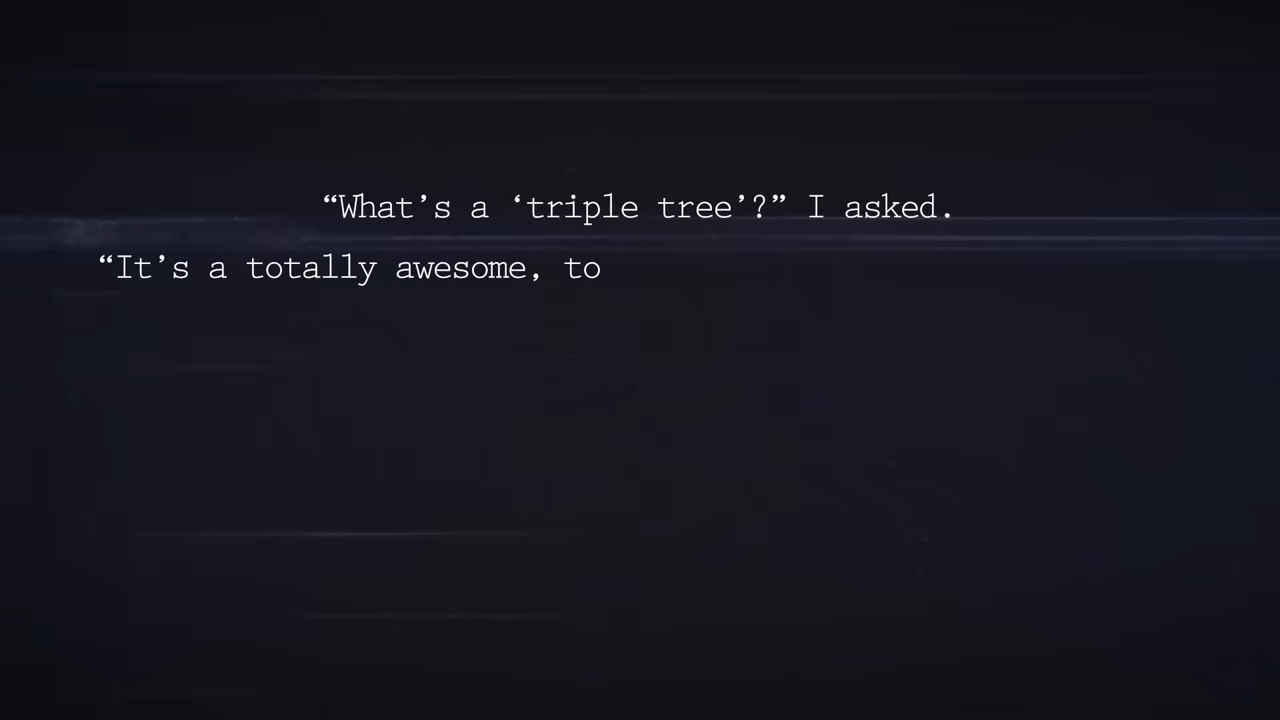 “What’s a ‘triple tree’?” I asked.
“It’s a totally awesome, to